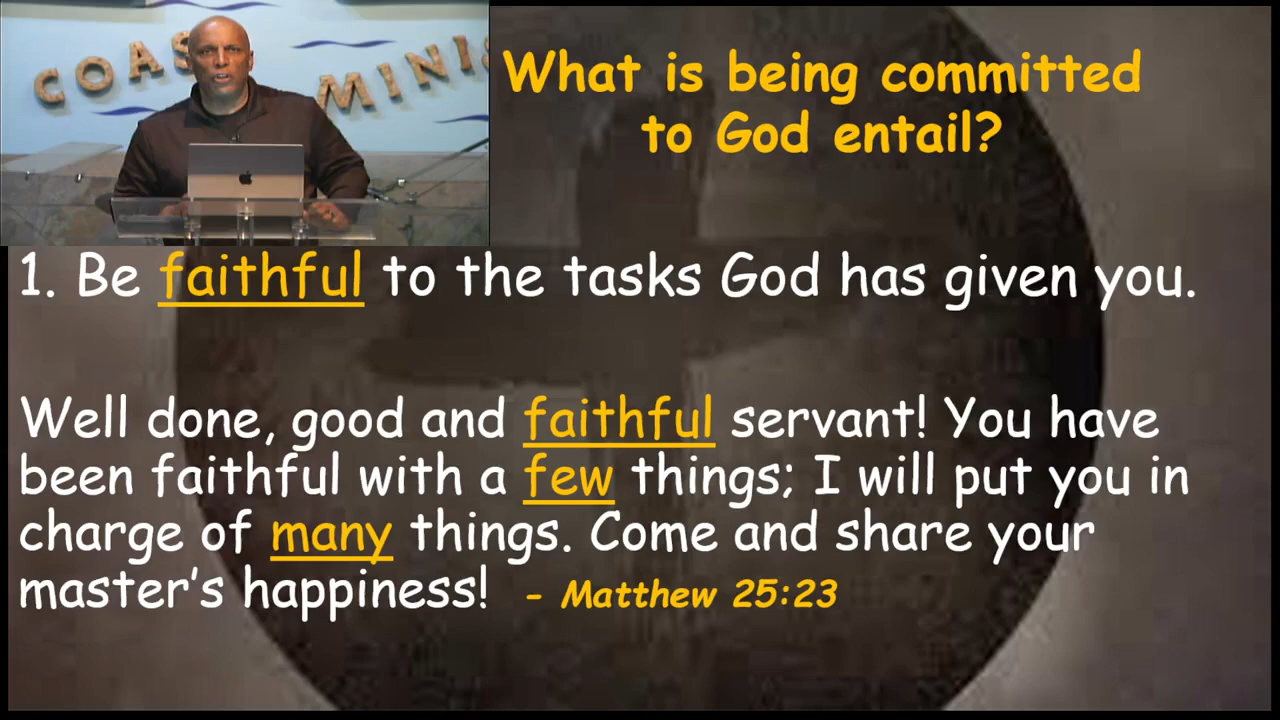 COAS
MINIS
What is being committed
to God entail?
1. Be faithful to the tasks God has given you.
Well done, good and faithful servant! You have
been faithful with a few things; I will put you in
charge of many things. Come and share your
master's happiness! - Matthew 25:23